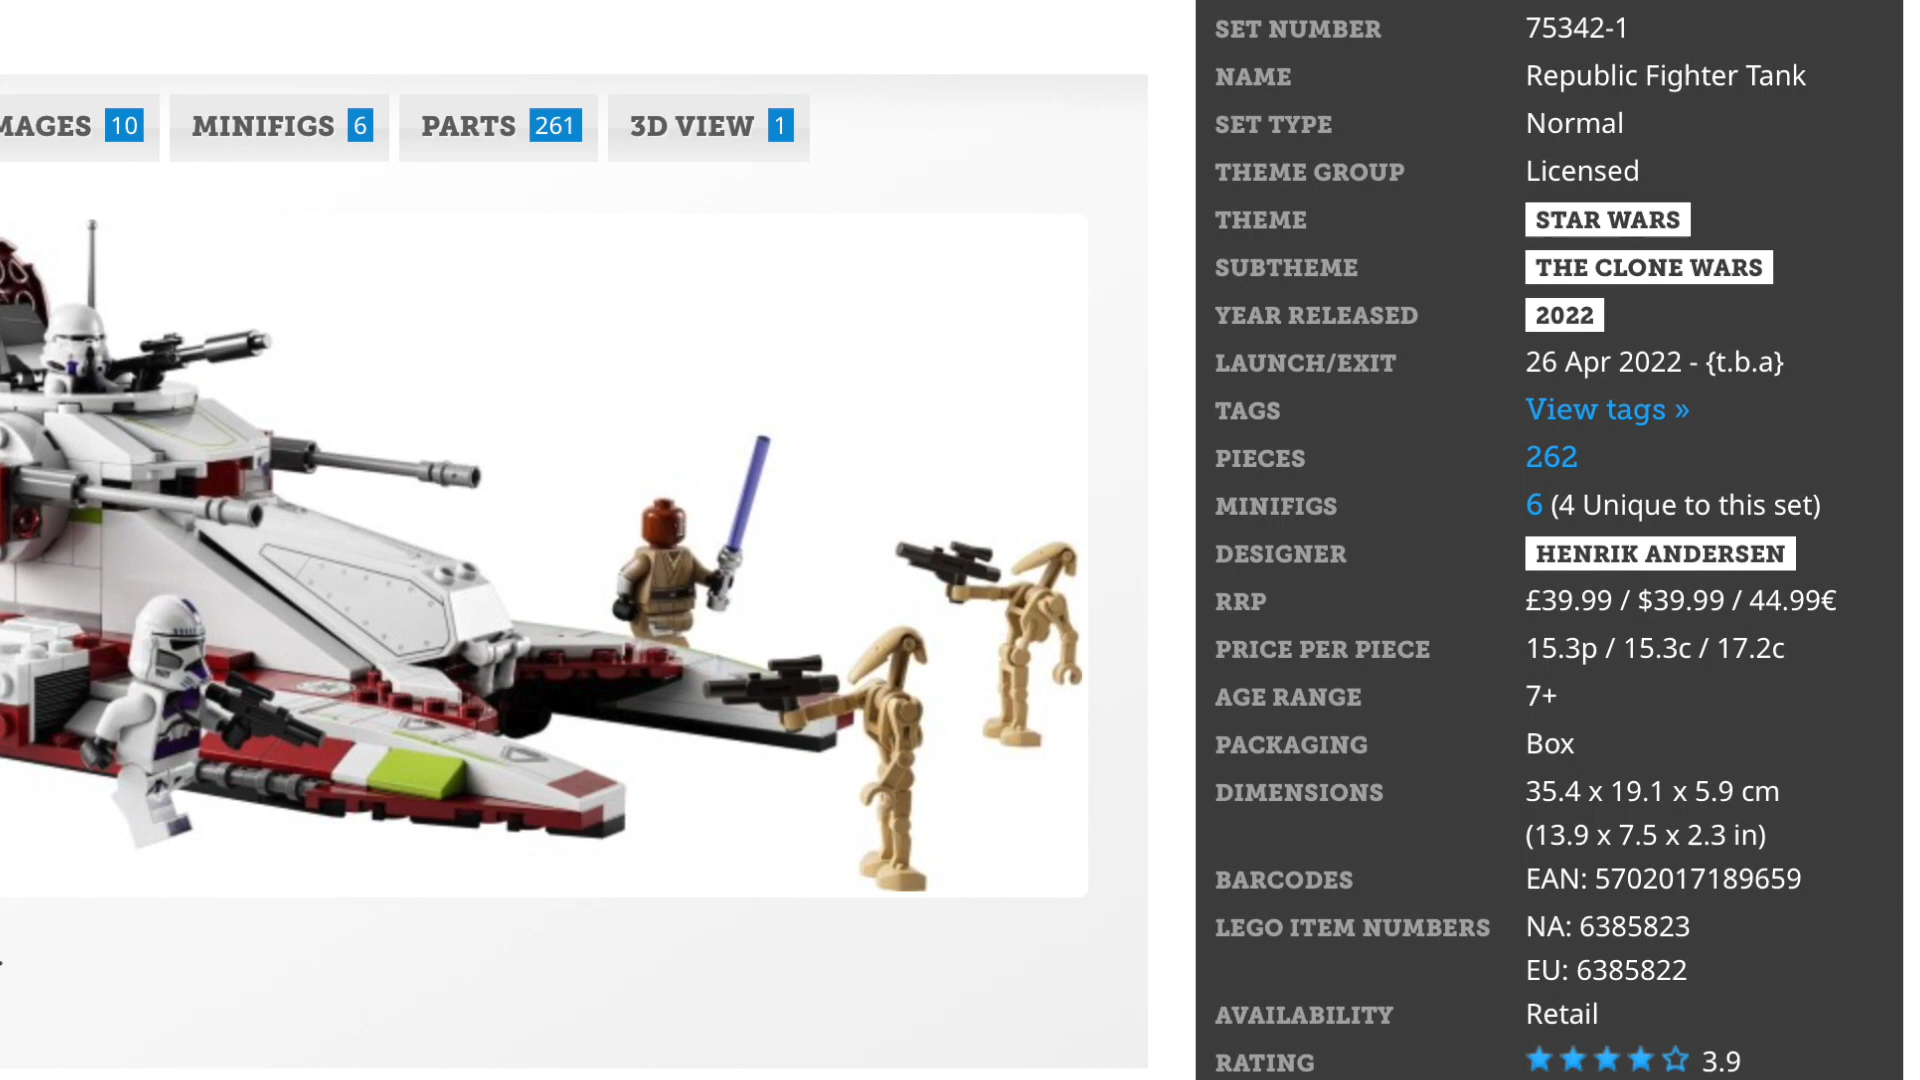 MAGES 10
MINIFIGS 6
PARTS 261
3D VIEW 1
SET NUMBER 75342-1
NAME Republic Fighter Tank
SET TYPE Normal
THEME GROUP Licensed
THEME STAR WARS
SUBTHEME THE CLONE WARS
YEAR RELEASED 2022
LAUNCH/EXIT 26 Apr 2022 - {t.b.a}
TAGS View tags »
PIECES 262
MINIFIGS 6 (4 Unique to this set)
DESIGNER HENRIK ANDERSEN
RRP £39.99 / $39.99 / 44.99€
PRICE PER PIECE 15.3p / 15.3c / 17.2c
AGE RANGE 7+
PACKAGING Box
DIMENSIONS 35.4 x 19.1 x 5.9 cm
(13.9 x 7.5 x 2.3 in)
BARCODES EAN: 5702017189659
LEGO ITEM NUMBERS NA: 6385823
EU: 6385822
AVAILABILITY Retail
RATING 3.9